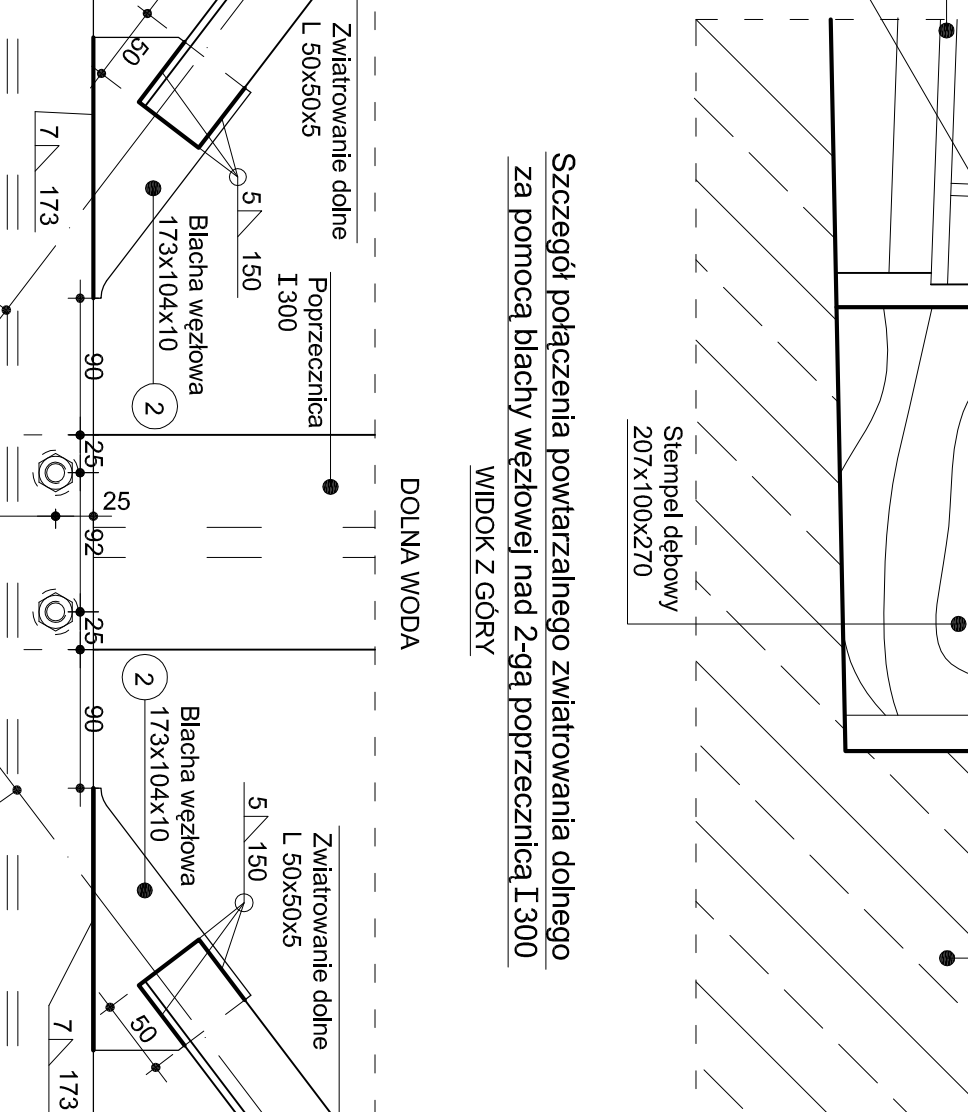 Stempel dębowy
207x100x270
Szczegół połączenia powtarzalnego zwiatrowania dolnego
za pomocą blachy węzłowej nad 2-gą poprzecznicą I 300
WIDOK Z GÓRY
DOLNA WODA
Zwiatrowanie dolne
L 50x50x5
Poprzecznica
I 300
Zwiatrowanie dolne
L 50x50x5
5
150
5
150
Blacha węzłowa
173x104x10
2
2
Blacha węzłowa
173x104x10
50
50
90
25
92
25
90
25
7
173
7
173